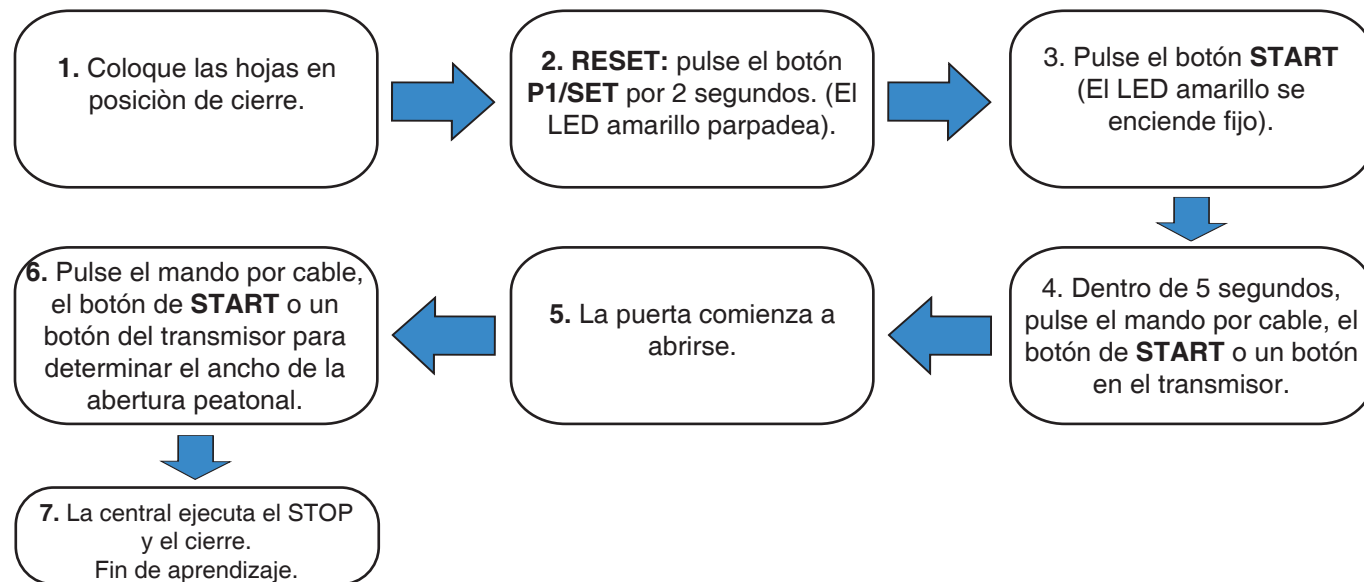 1. Coloque las hojas en
posiciòn de cierre.
2. RESET: pulse el botón
P1/SET por 2 segundos. (El
LED amarillo parpadea).
3. Pulse el botón START
(El LED amarillo se
enciende fijo).
4. Dentro de 5 segundos,
pulse el mando por cable, el
botón de START o un botón
en el transmisor.
5. La puerta comienza a
abrirse.
6. Pulse el mando por cable,
el botón de START o un
botón del transmisor para
determinar el ancho de la
abertura peatonal.
7. La central ejecuta el STOP
y el cierre.
Fin de aprendizaje.